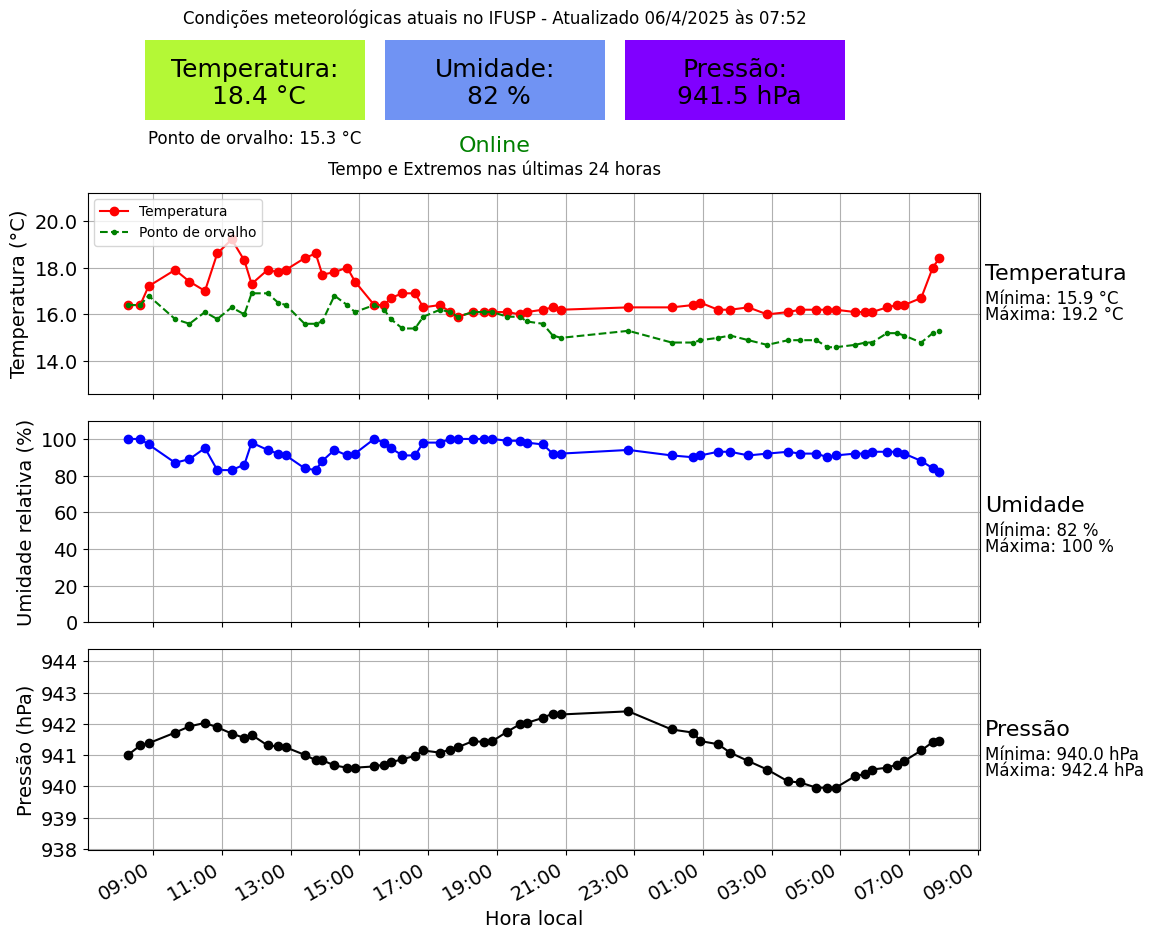 Condições meteorológicas atuais no IFUSP - Atualizado 06/4/2025 às 07:52
Temperatura:
18.4 °C
Umidade:
82 %
Pressão:
941.5 hPa
Ponto de orvalho: 15.3 °C
Online
Tempo e Extremos nas últimas 24 horas
Temperatura (°C)
20.0
18.0
16.0
14.0
Temperatura
Ponto de orvalho
Temperatura
Mínima: 15.9 °C
Máxima: 19.2 °C
Umidade relativa (%)
100
80
60
40
20
0
Umidade
Mínima: 82 %
Máxima: 100 %
Pressão (hPa)
944
943
942
941
940
939
938
Pressão
Mínima: 940.0 hPa
Máxima: 942.4 hPa
09:00 11:00 13:00 15:00 17:00 19:00 21:00 23:00 01:00 03:00 05:00 07:00 09:00
Hora local